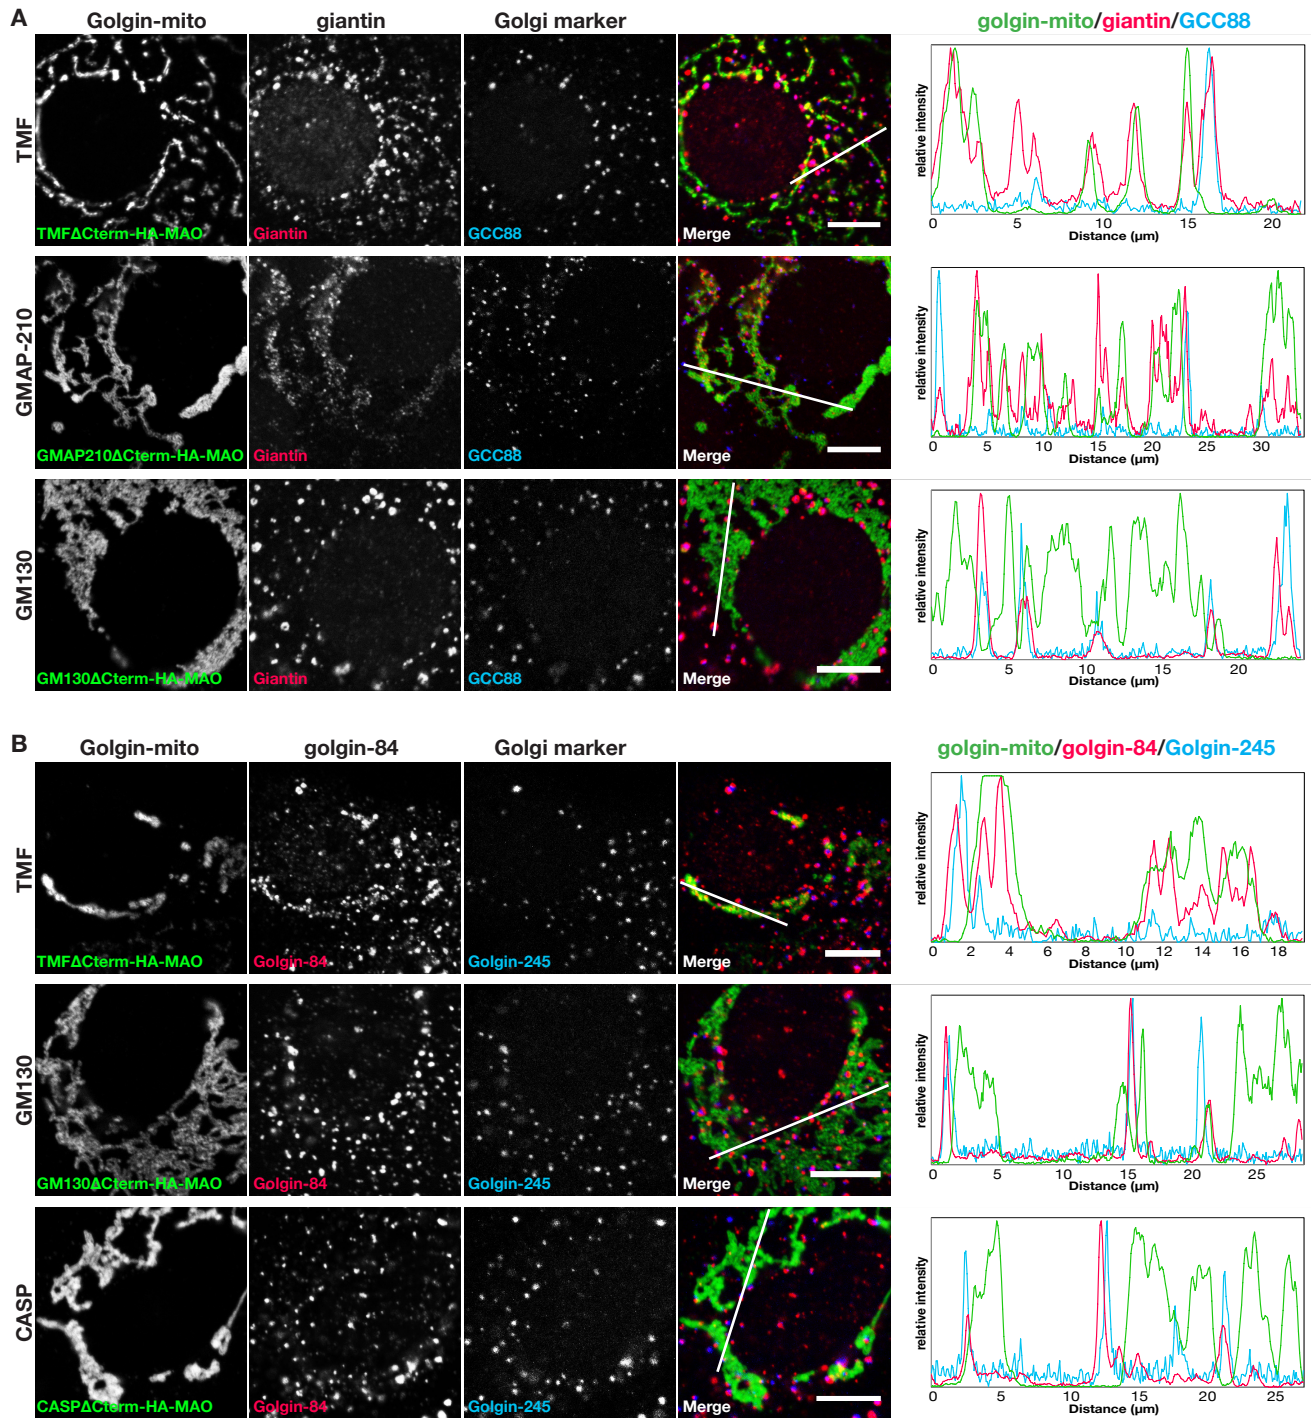 A
Golgin-mito giantin Golgi marker golgin-mito/giantin/GCC88
TMF
TMFΔCterm-HA-MAO Giantin GCC88 Merge
relative intensity
0 5 10 15 20
Distance (µm)
GMAP-210
GMAP210ΔCterm-HA-MAO Giantin GCC88 Merge
relative intensity
0 5 10 15 20 25 30
Distance (µm)
GM130
GM130ΔCterm-HA-MAO Giantin GCC88 Merge
relative intensity
0 5 10 15 20
Distance (µm)
B
Golgin-mito golgin-84 Golgi marker golgin-mito/golgin-84/Golgin-245
TMF
TMFΔCterm-HA-MAO Golgin-84 Golgin-245 Merge
relative intensity
0 2 4 6 8 10 12 14 16 18
Distance (µm)
GM130
GM130ΔCterm-HA-MAO Golgin-84 Golgin-245 Merge
relative intensity
0 5 10 15 20 25
Distance (µm)
CASP
CASPΔCterm-HA-MAO Golgin-84 Golgin-245 Merge
relative intensity
0 5 10 15 20 25
Distance (µm)